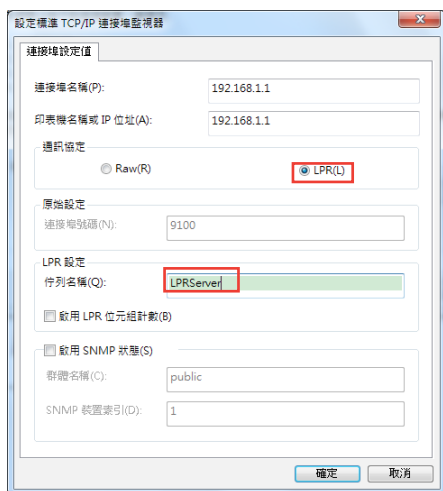 設定標準 TCP/IP 連接埠監視器
連接埠設定值
連接埠名稱(P): 192.168.1.1
印表機名稱或 IP 位址(A): 192.168.1.1
通訊協定
Raw(R) LPR(L)
原始設定
連接埠號碼(N): 9100
LPR 設定
佇列名稱(Q): LPRServer
啟用 LPR 位元組計數(B)
啟用 SNMP 狀態(S)
群體名稱(C): public
SNMP 裝置索引(D): 1
確定 取消